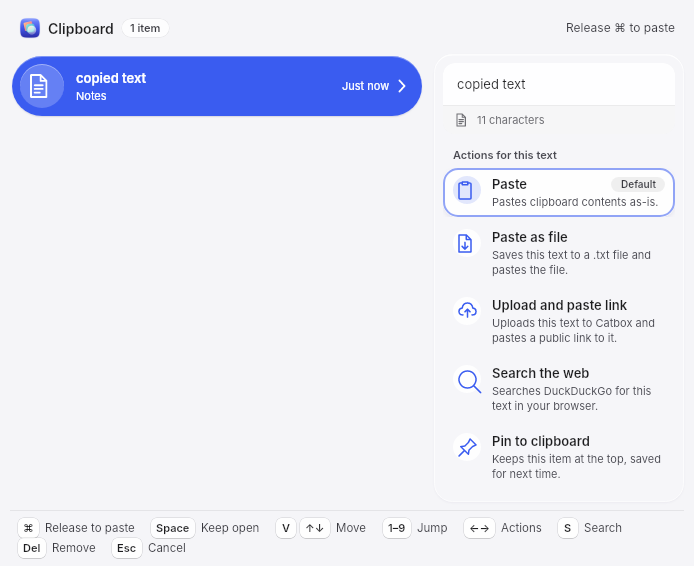 Clipboard 1 item
Release ⌘ to paste
copied text
Notes
Just now
copied text
11 characters
Actions for this text
Paste Default
Pastes clipboard contents as-is.
Paste as file
Saves this text to a .txt file and
pastes the file.
Upload and paste link
Uploads this text to Catbox and
pastes a public link to it.
Search the web
Searches DuckDuckGo for this
text in your browser.
Pin to clipboard
Keeps this item at the top, saved
for next time.
⌘ Release to paste Space Keep open V ↑↓ Move 1–9 Jump ←→ Actions S Search
Del Remove Esc Cancel